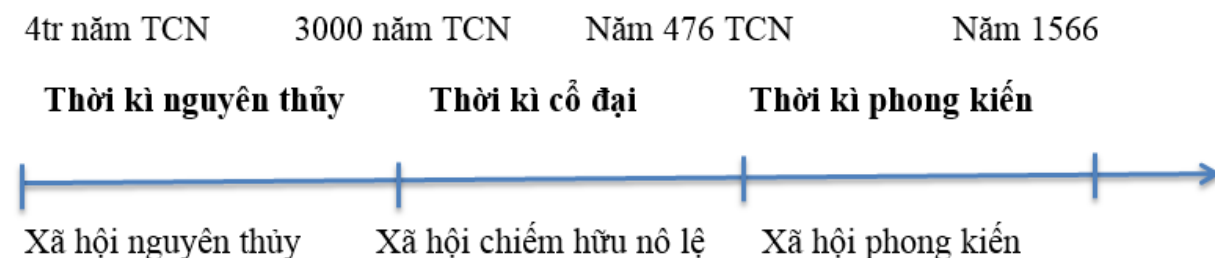 4tr năm TCN 3000 năm TCN Năm 476 TCN Năm 1566
Thời kì nguyên thủy Thời kì cổ đại Thời kì phong kiến
Xã hội nguyên thủy Xã hội chiếm hữu nô lệ Xã hội phong kiến